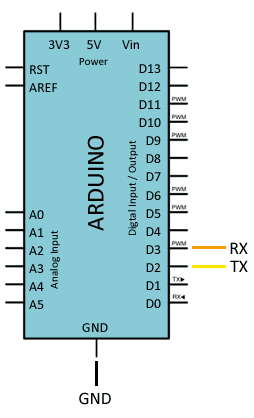 3V3 5V Vin
Power
RST
AREF
A0
A1
A2
A3
A4
A5
Analog Input
ARDUINO
Digtal Input / Output
D13
D12
PWM D11
PWM D10
PWM D9
D8
D7
PWM D6
PWM D5
D4
PWM D3 RX
D2 TX
TX▶ D1
RX◀ D0
GND
GND